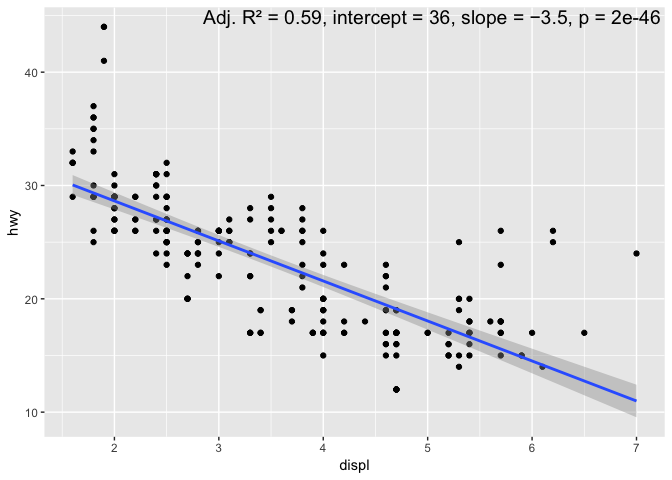 Adj. R² = 0.59, intercept = 36, slope = −3.5, p = 2e-46
40
30
20
10
hwy
2 3 4 5 6 7
displ